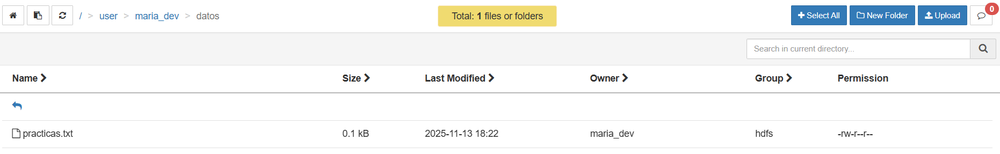 / > user > maria_dev > datos
Total: 1 files or folders
Select All New Folder Upload 0
Search in current directory...
Name Size Last Modified Owner Group Permission
practicas.txt 0.1 kB 2025-11-13 18:22 maria_dev hdfs -rw-r--r--